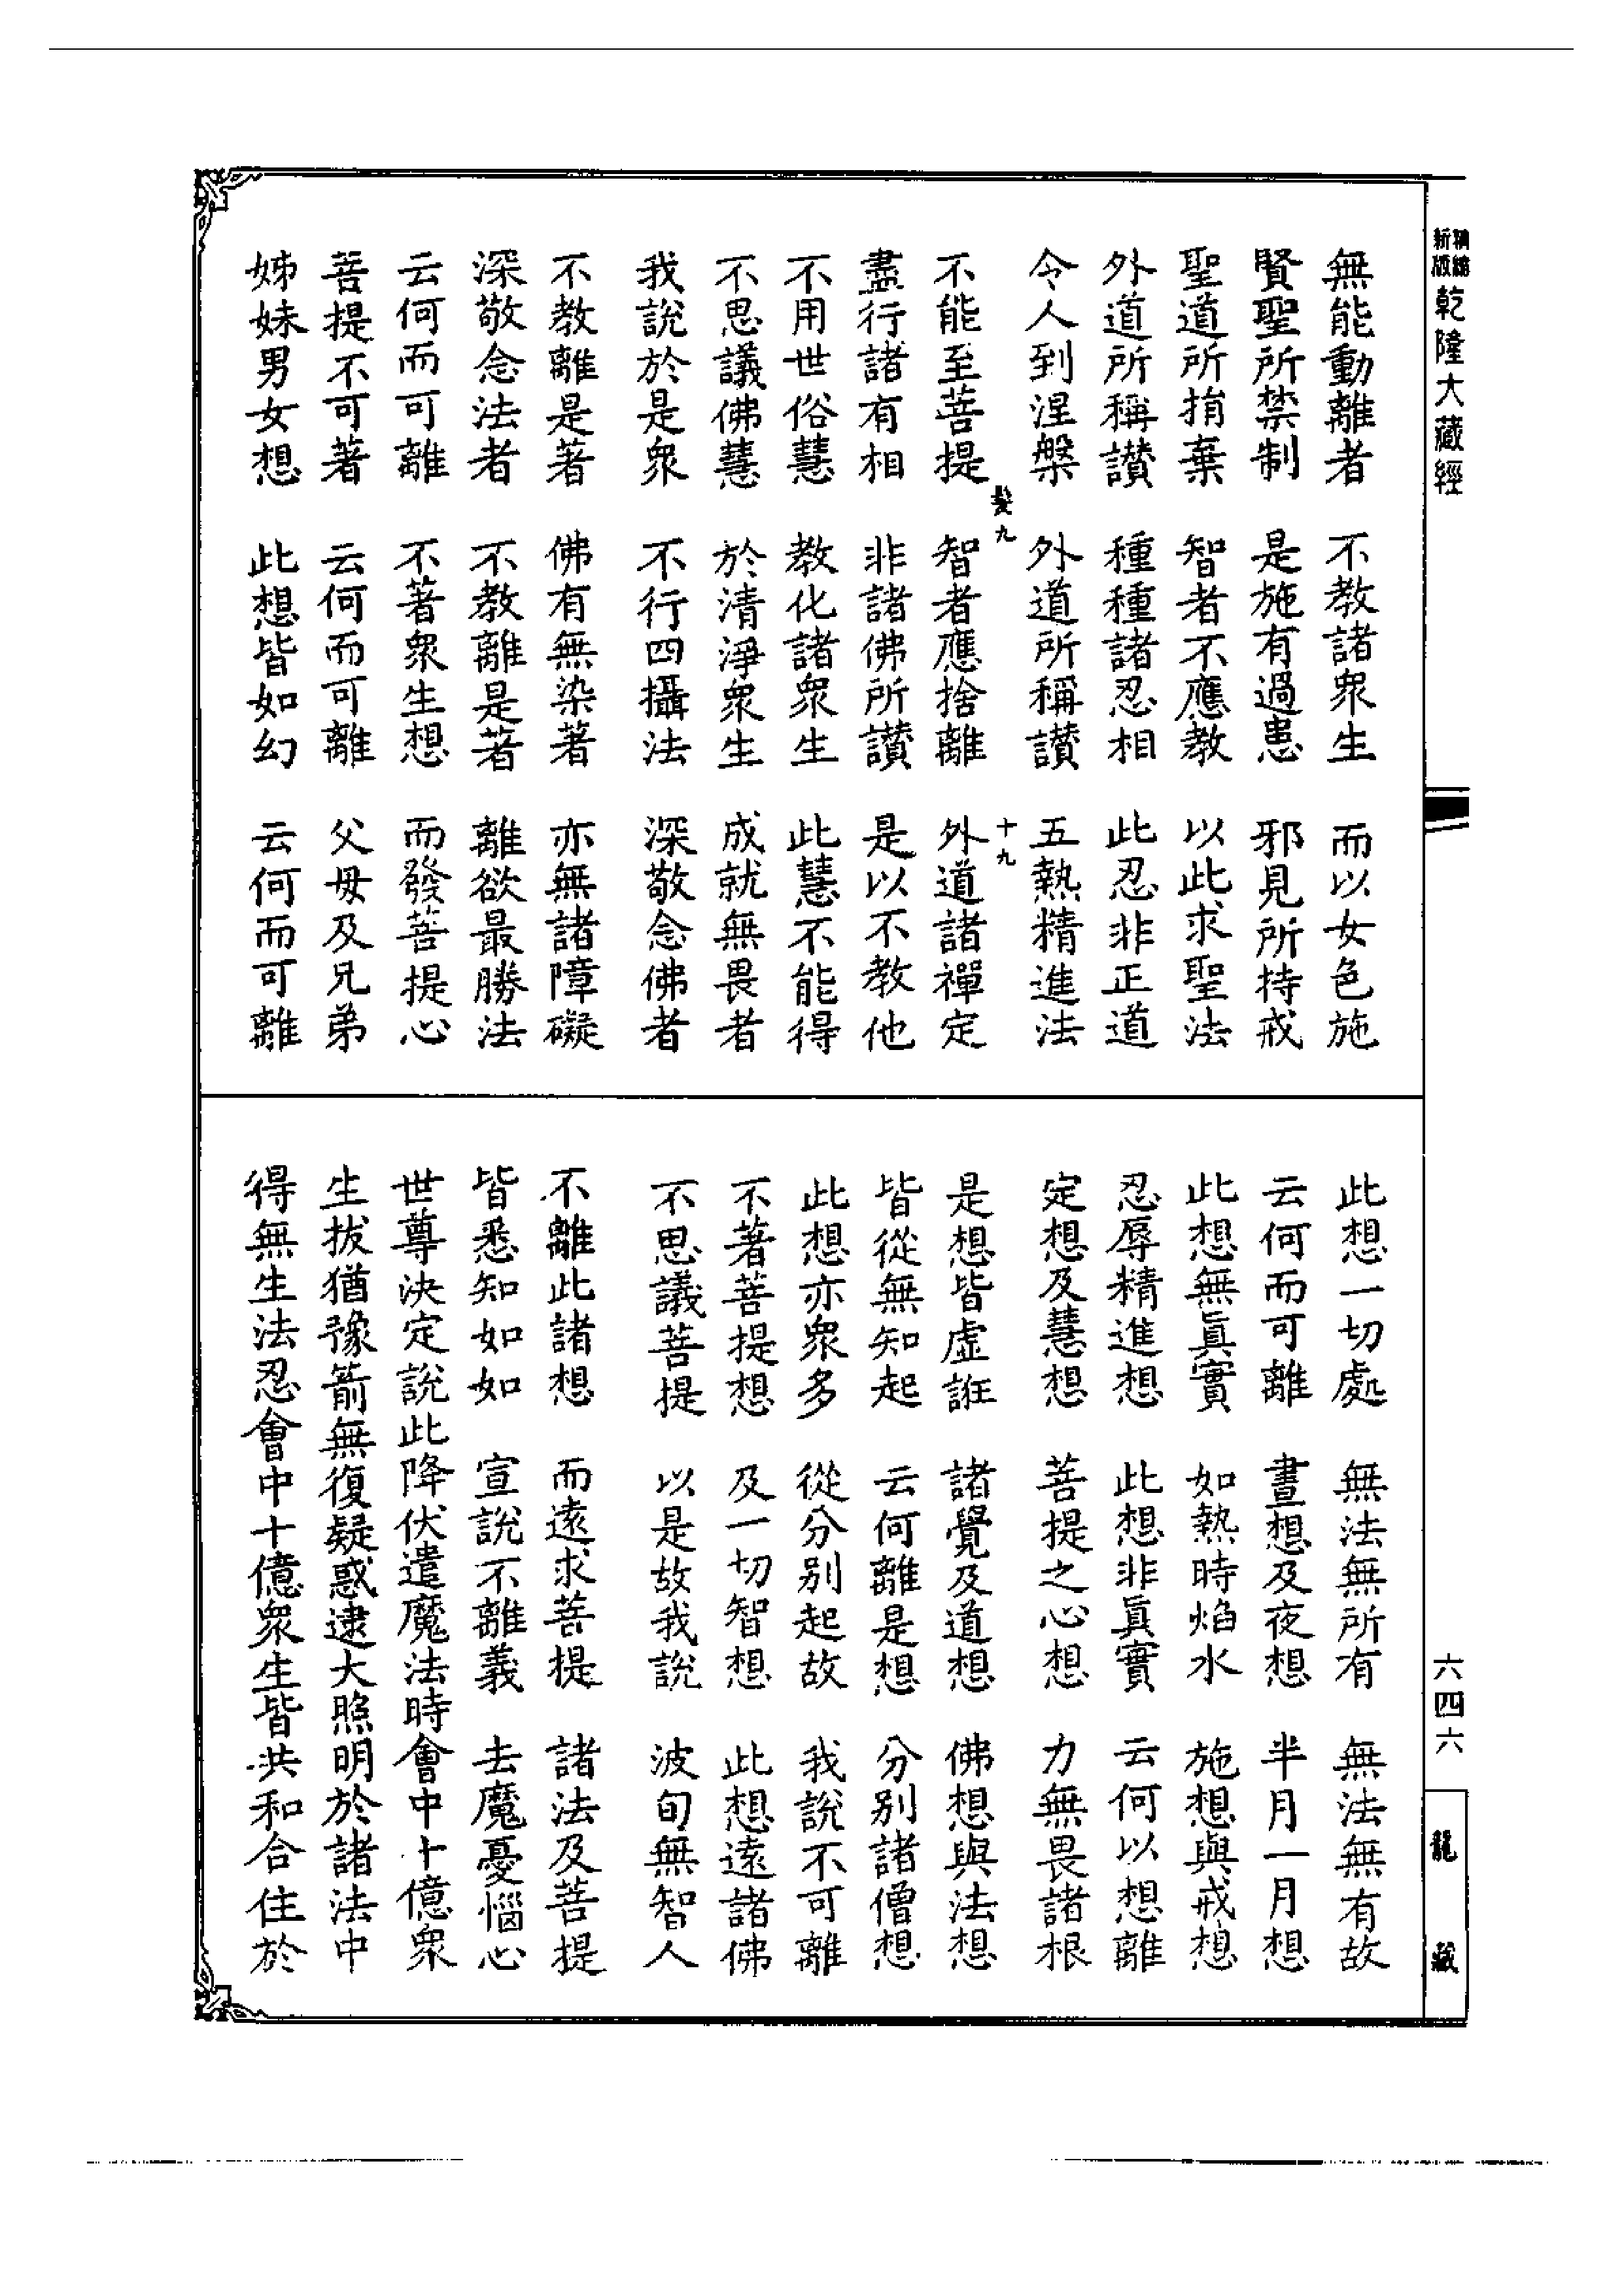 新版精縮乾隆大藏經
無能動離者　不教諸衆生　而以女色施
賢聖所禁制　是施有過患　邪見所持戒
聖道所捐棄　智者不應教　以此求聖法
外道所稱讃　種種諸忍相　此忍非正道
令人到涅槃　外道所稱讃　五熱精進法
髮九　十九
不能至菩提　智者應捨離　外道諸禪定
盡行諸有相　非諸佛所讃　是以不教他
不用世俗慧　教化諸衆生　此慧不能得
不思議佛慧　於清淨衆生　成就無畏者
我說於是衆　不行四攝法　深敬念佛者
不教離是著　佛有無染著　亦無諸障礙
深敬念法者　不教離是著　離欲最勝法
云何而可離　不著衆生想　而發菩提心
菩提不可著　云何而可離　父母及兄弟
姊妹男女想　此想皆如幻　云何而可離
此想一切處　無法無所有　無法無有故
云何而可離　晝想及夜想　半月一月想
此想無眞實　如熱時焰水　施想與戒想
忍辱精進想　此想非眞實　云何以想離
定想及慧想　菩提之心想　力無畏諸根
是想皆虛誑　諸覺及道想　佛想與法想
皆從無知起　云何離是想　分別諸僧想
此想亦衆多　從分別起故　我說不可離
不著菩提想　及一切智想　此想遠諸佛
不思議菩提　以是故我說　波旬無智人
不離此諸想　而遠求菩提　諸法及菩提
皆悉知如如　宣說不離義　去魔憂惱心
世尊決定說此降伏遣魔法時會中十億衆
生拔猶豫箭無復疑惑逮大照明於諸法中
得無生法忍會中十億衆生皆共和合住於
六四六
龍藏